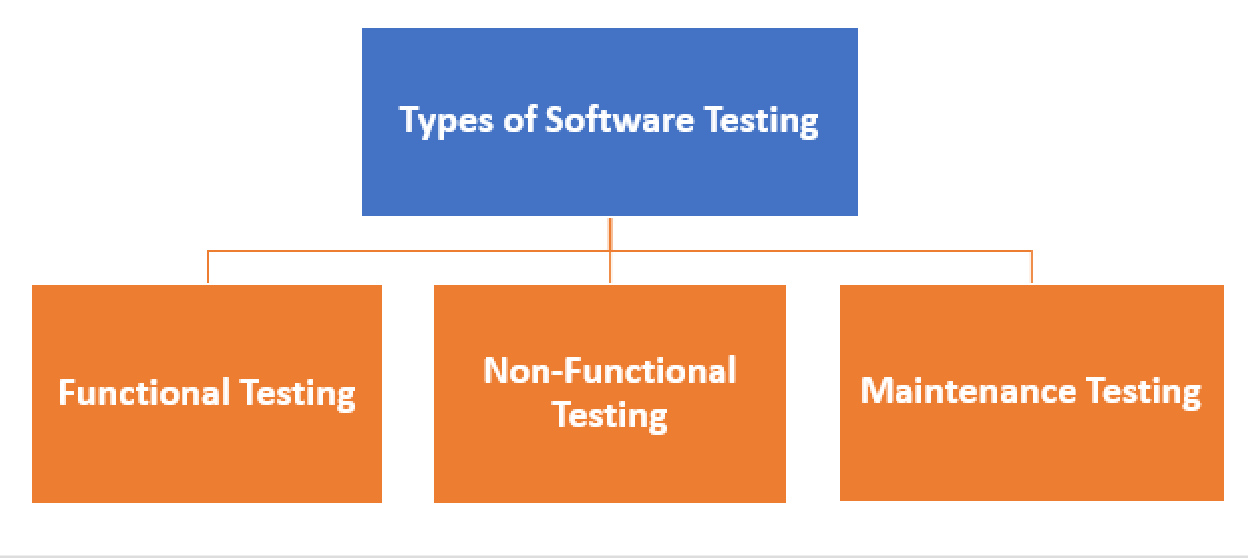 Types of Software Testing
Functional Testing
Non-Functional
Testing
Maintenance Testing